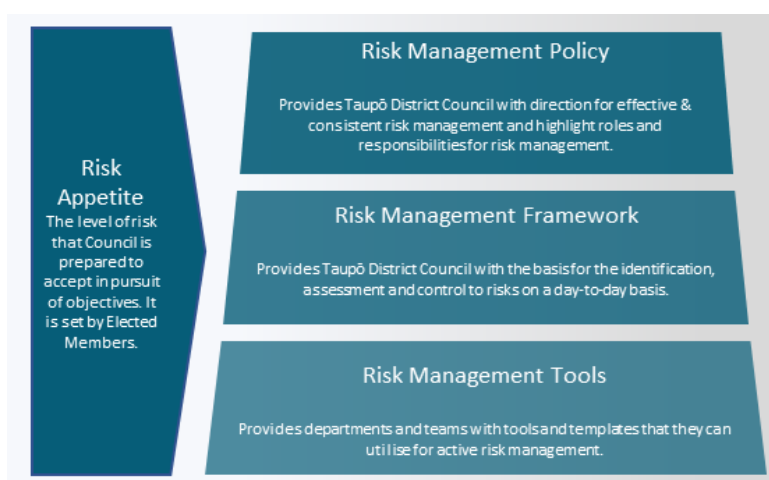 Risk
Appetite
The level of risk
that Council is
prepared to
accept in pursuit
of objectives. It
is set by Elected
Members.
Risk Management Policy
Provides Taupō District Council with direction for effective &
consistent risk management and highlight roles and
responsibilities for risk management.
Risk Management Framework
Provides Taupō District Council with the basis for the identification,
assessment and control to risks on a day-to-day basis.
Risk Management Tools
Provides departments and teams with tools and templates that they can
utilise for active risk management.